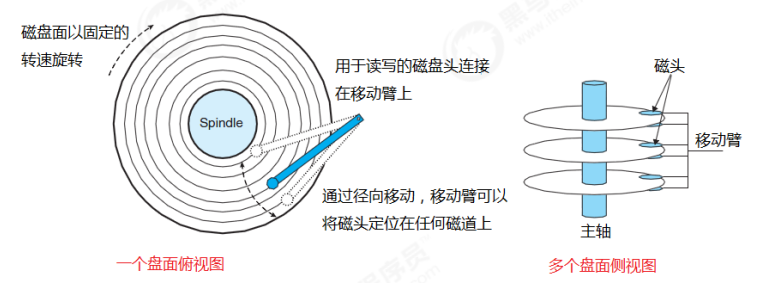 磁盘面以固定的
转速旋转
Spindle
用于读写的磁盘头连接
在移动臂上
通过径向移动，移动臂可以
将磁头定位在任何磁道上
一个盘面俯视图
磁头
移动臂
主轴
多个盘面侧视图